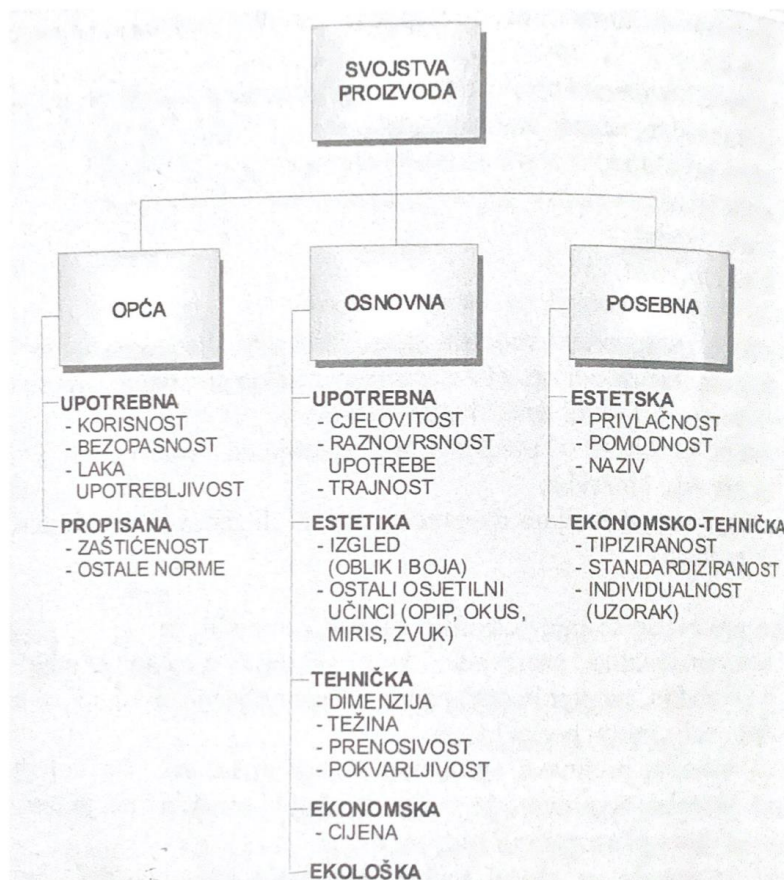 SVOJSTVA
PROIZVODA
OPĆA
UPOTREBNA
- KORISNOST
- BEZOPASNOST
- LAKA
UPOTREBLJIVOST
PROPISANA
- ZAŠTIĆENOST
- OSTALE NORME
OSNOVNA
UPOTREBNA
- CJELOVITOST
- RAZNOVRSNOST
UPOTREBE
- TRAJNOST
ESTETIKA
- IZGLED
(OBLIK I BOJA)
- OSTALI OSJETILNI
UČINCI (OPIP, OKUS,
MIRIS, ZVUK)
TEHNIČKA
- DIMENZIJA
- TEŽINA
- PRENOSIVOST
- POKVARLJIVOST
EKONOMSKA
- CIJENA
EKOLOŠKA
POSEBNA
ESTETSKA
- PRIVLAČNOST
- POMODNOST
- NAZIV
EKONOMSKO-TEHNIČKA
- TIPIZIRANOST
- STANDARDIZIRANOST
- INDIVIDUALNOST
(UZORAK)